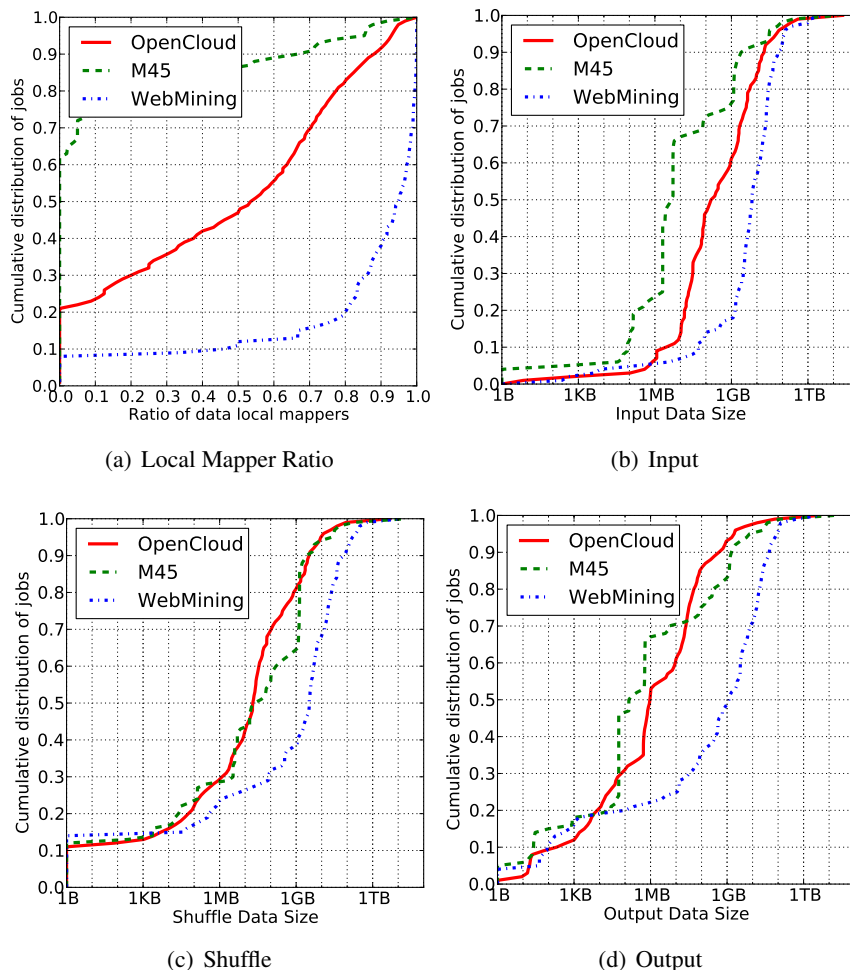 Cumulative distribution of jobs
1.0
0.9
0.8
0.7
0.6
0.5
0.4
0.3
0.2
0.1
0.0
OpenCloud
M45
WebMining
0.0 0.1 0.2 0.3 0.4 0.5 0.6 0.7 0.8 0.9 1.0
Ratio of data local mappers
(a) Local Mapper Ratio
Cumulative distribution of jobs
1.0
0.9
0.8
0.7
0.6
0.5
0.4
0.3
0.2
0.1
0.0
OpenCloud
M45
WebMining
1B 1KB 1MB 1GB 1TB
Input Data Size
(b) Input
Cumulative distribution of jobs
1.0
0.9
0.8
0.7
0.6
0.5
0.4
0.3
0.2
0.1
0.0
OpenCloud
M45
WebMining
1B 1KB 1MB 1GB 1TB
Shuffle Data Size
(c) Shuffle
Cumulative distribution of jobs
1.0
0.9
0.8
0.7
0.6
0.5
0.4
0.3
0.2
0.1
0.0
OpenCloud
M45
WebMining
1B 1KB 1MB 1GB 1TB
Output Data Size
(d) Output